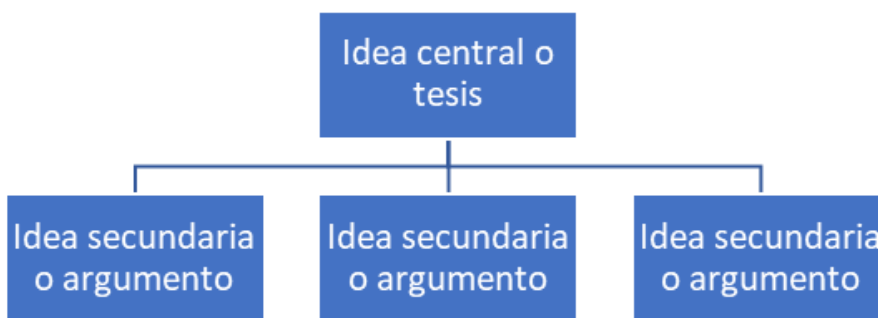 Idea central o
tesis
Idea secundaria
o argumento
Idea secundaria
o argumento
Idea secundaria
o argumento